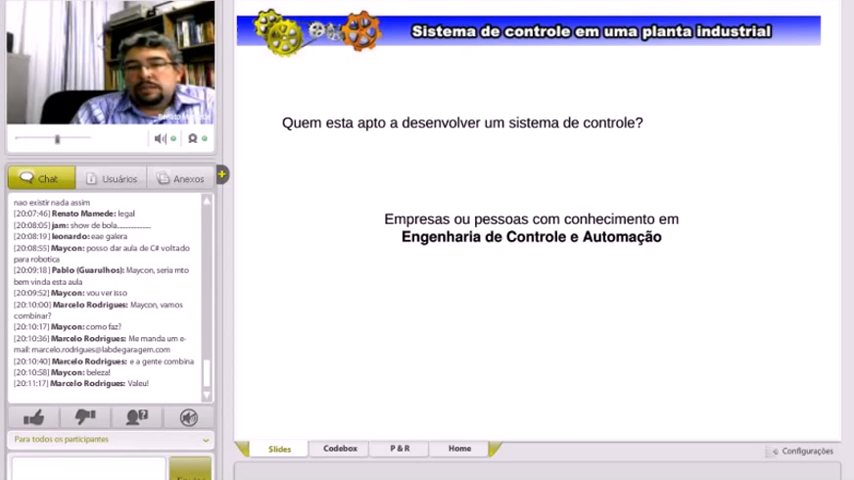 Renato Mamede
Chat
Usuários
Anexos
nao existir nada assim
[20:07:46] Renato Mamede: legal
[20:08:05] jam: show de bola..............
[20:08:19] leonardo: eae galera
[20:08:55] Maycon: posso dar aula de C# voltado
para robotica
[20:09:18] Pablo (Guarulhos): Maycon, seria mto
bem vinda esta aula
[20:09:52] Maycon: vou ver isso
[20:10:00] Marcelo Rodrigues: Maycon, vamos
combinar?
[20:10:17] Maycon: como faz?
[20:10:36] Marcelo Rodrigues: Me manda um e-
mail: marcelo.rodrigues@labdegaragem.com
[20:10:40] Marcelo Rodrigues: e a gente combina
[20:10:58] Maycon: beleza!
[20:11:17] Marcelo Rodrigues: Valeu!
Para todos os participantes
Sistema de controle em uma planta industrial
Quem esta apto a desenvolver um sistema de controle?
Empresas ou pessoas com conhecimento em
Engenharia de Controle e Automação
Slides
Codebox
P & R
Home
Configurações